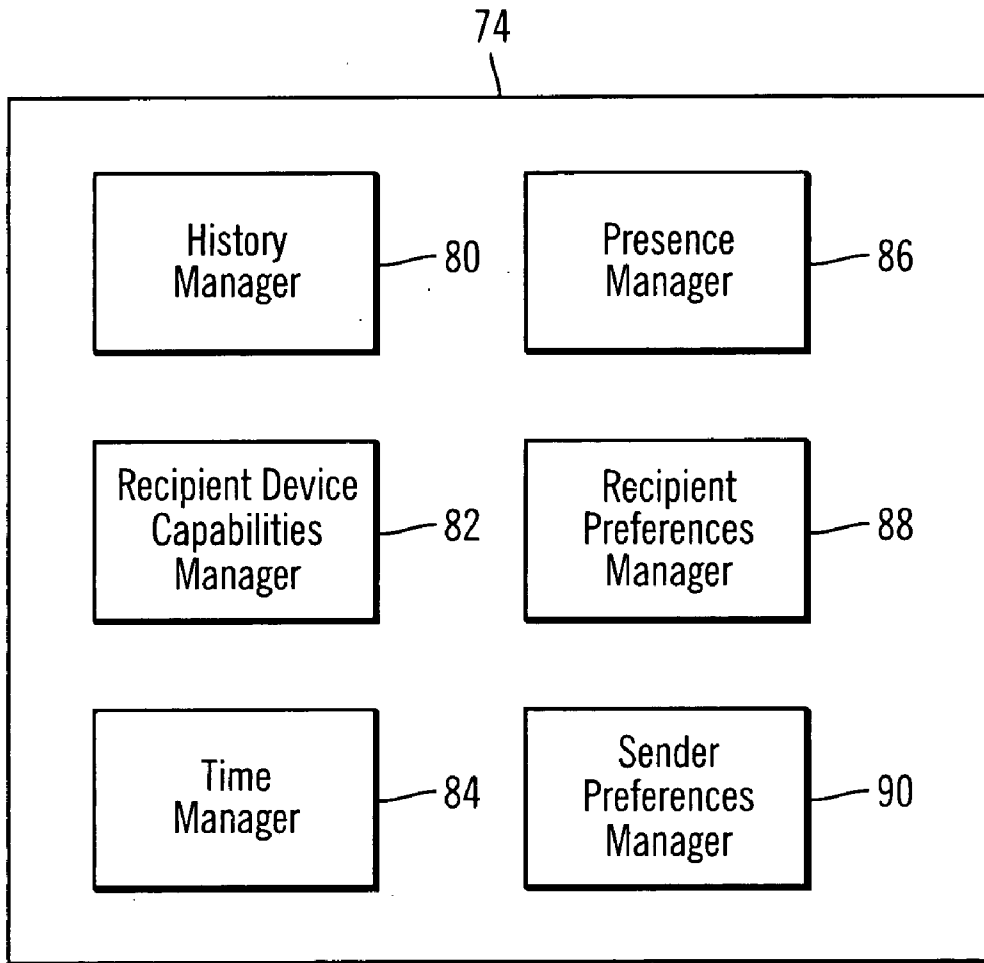 74
History
Manager
80
Presence
Manager
86
Recipient Device
Capabilities
Manager
82
Recipient
Preferences
Manager
88
Time
Manager
84
Sender
Preferences
Manager
90